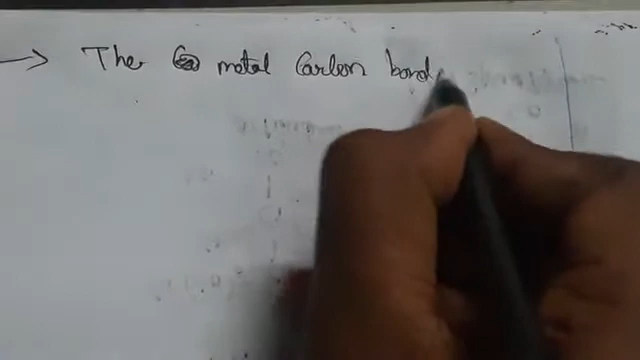 → The metal Carbon bond